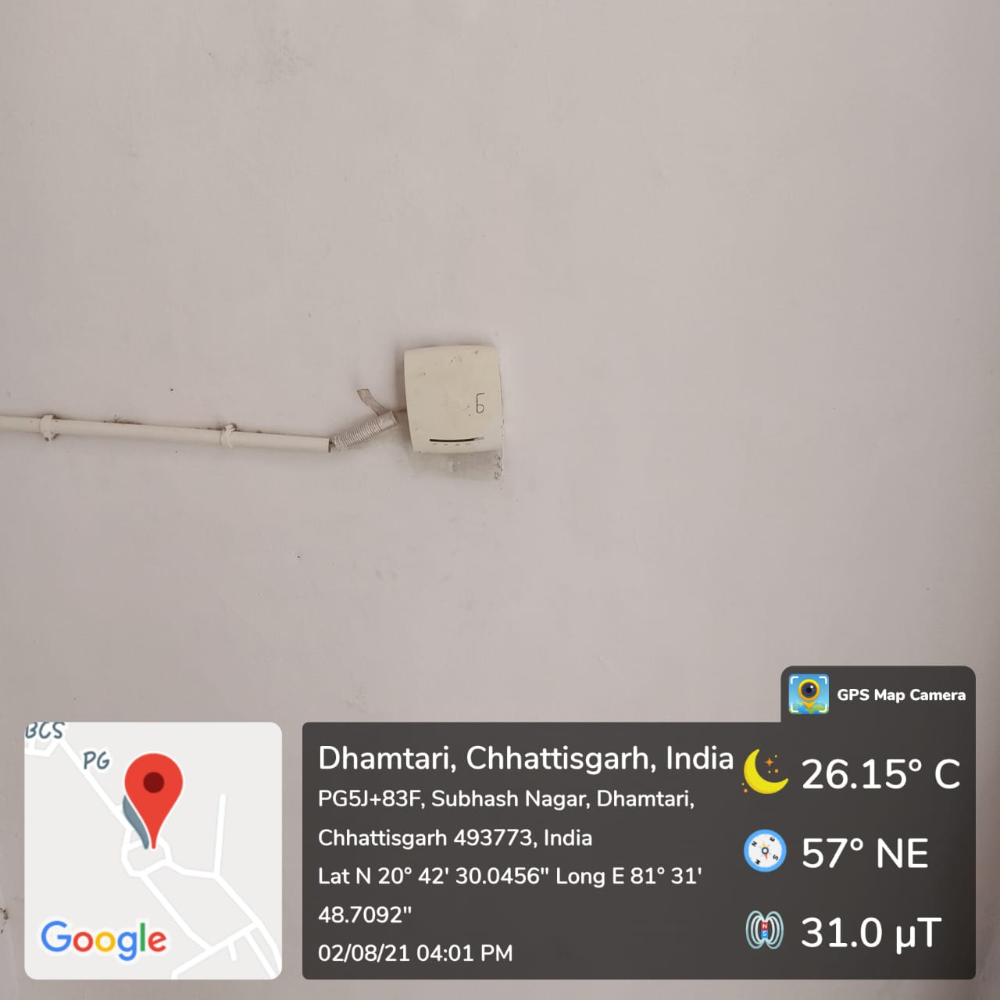 6
GPS Map Camera
BCS
PG
Google
Dhamtari, Chhattisgarh, India
PG5J+83F, Subhash Nagar, Dhamtari,
Chhattisgarh 493773, India
Lat N 20° 42' 30.0456" Long E 81° 31'
48.7092"
02/08/21 04:01 PM
26.15° C
57° NE
31.0 µT